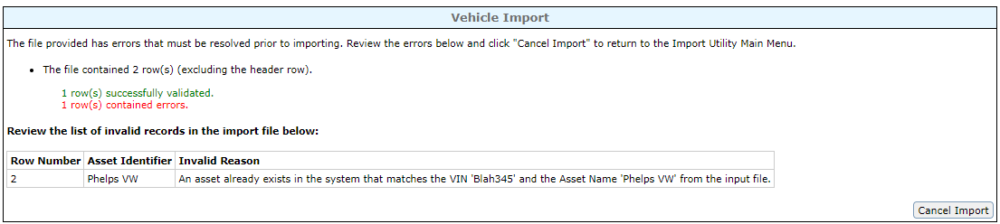 Vehicle Import
The file provided has errors that must be resolved prior to importing. Review the errors below and click "Cancel Import" to return to the Import Utility Main Menu.
The file contained 2 row(s) (excluding the header row).
1 row(s) successfully validated.
1 row(s) contained errors.
Review the list of invalid records in the import file below:
Row Number Asset Identifier Invalid Reason
2 Phelps VW An asset already exists in the system that matches the VIN 'Blah345' and the Asset Name 'Phelps VW' from the input file.
Cancel Import